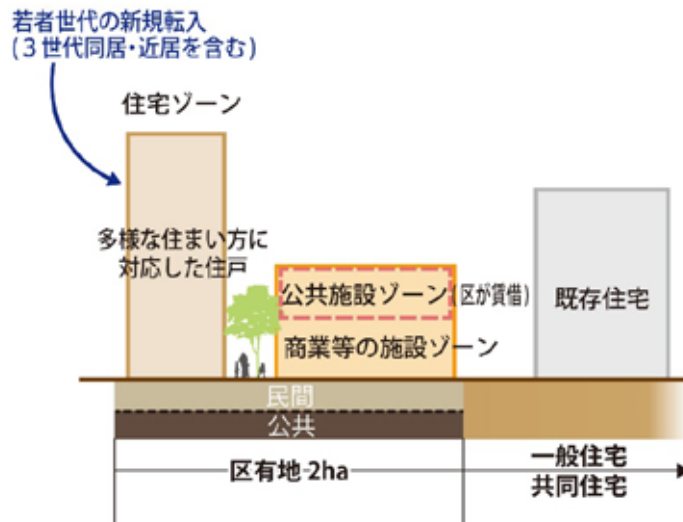 若者世代の新規転入
(３世代同居・近居を含む)
住宅ゾーン
多様な住まい方に
対応した住戸
公共施設ゾーン(区が賃借)
商業等の施設ゾーン
既存住宅
民間
公共
区有地 2ha
一般住宅
共同住宅